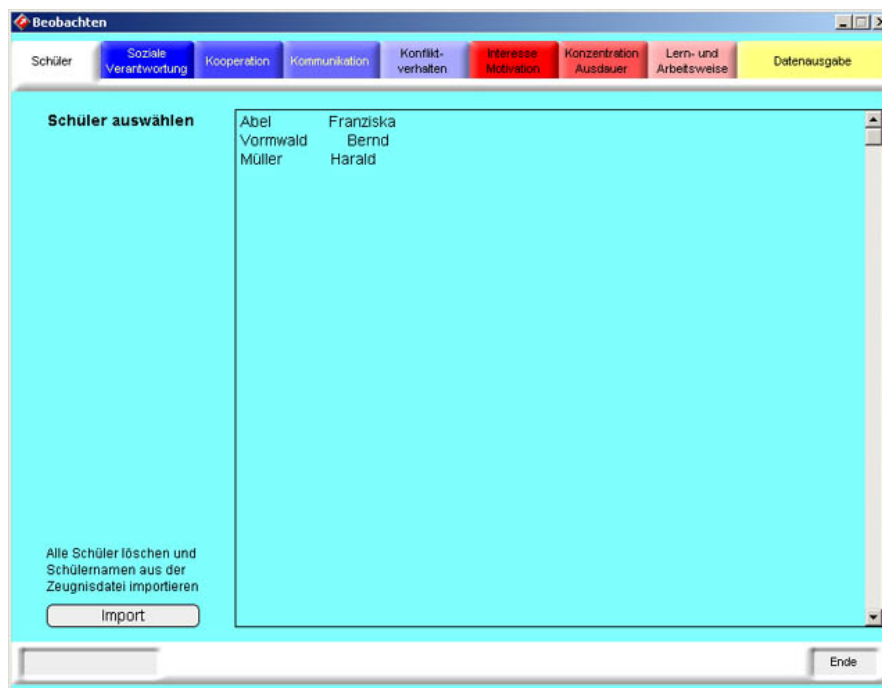 Beobachten
Schüler
Soziale
Verantwortung
Kooperation
Kommunikation
Konflikt-
verhalten
Interesse
Motivation
Konzentration
Ausdauer
Lern- und
Arbeitsweise
Datenausgabe
Schüler auswählen
Abel Franziska
Vormwald Bernd
Müller Harald
Alle Schüler löschen und
Schülernamen aus der
Zeugnisdatei importieren
Import
Ende